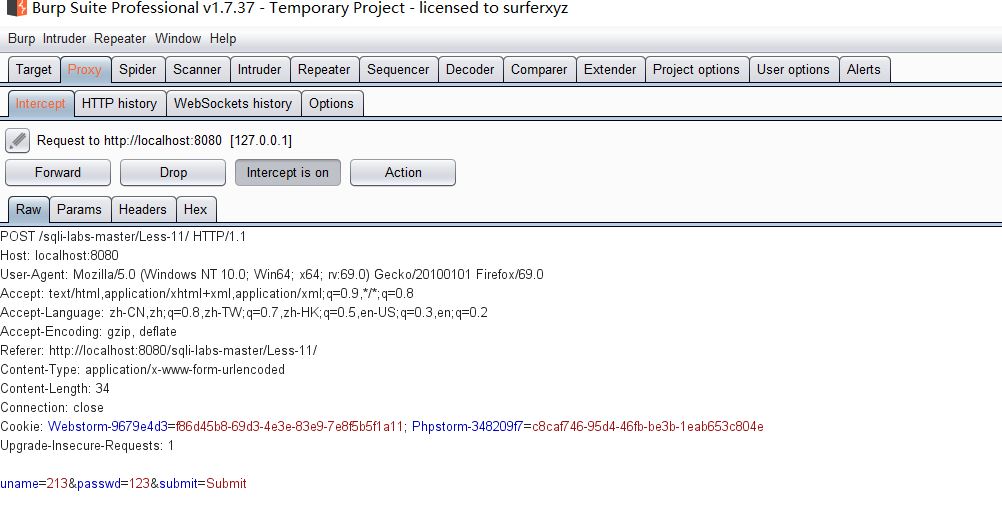 Burp Suite Professional v1.7.37 - Temporary Project - licensed to surferxyz
Burp Intruder Repeater Window Help
Target Proxy Spider Scanner Intruder Repeater Sequencer Decoder Comparer Extender Project options User options Alerts
Intercept HTTP history WebSockets history Options
Request to http://localhost:8080 [127.0.0.1]
Forward Drop Intercept is on Action
Raw Params Headers Hex
POST /sqli-labs-master/Less-11/ HTTP/1.1
Host: localhost:8080
User-Agent: Mozilla/5.0 (Windows NT 10.0; Win64; x64; rv:69.0) Gecko/20100101 Firefox/69.0
Accept: text/html,application/xhtml+xml,application/xml;q=0.9,*/*;q=0.8
Accept-Language: zh-CN,zh;q=0.8,zh-TW;q=0.7,zh-HK;q=0.5,en-US;q=0.3,en;q=0.2
Accept-Encoding: gzip, deflate
Referer: http://localhost:8080/sqli-labs-master/Less-11/
Content-Type: application/x-www-form-urlencoded
Content-Length: 34
Connection: close
Cookie: Webstorm-9679e4d3=f86d45b8-69d3-4e3e-83e9-7e8f5b5f1a11; Phpstorm-348209f7=c8caf746-95d4-46fb-be3b-1eab653c804e
Upgrade-Insecure-Requests: 1
uname=213&passwd=123&submit=Submit